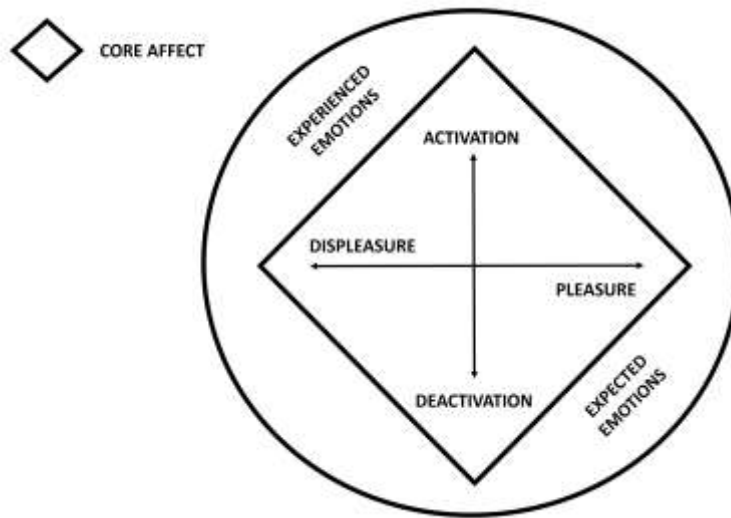 CORE AFFECT
EXPERIENCED
EMOTIONS
ACTIVATION
DISPLEASURE
PLEASURE
DEACTIVATION
EXPECTED
EMOTIONS